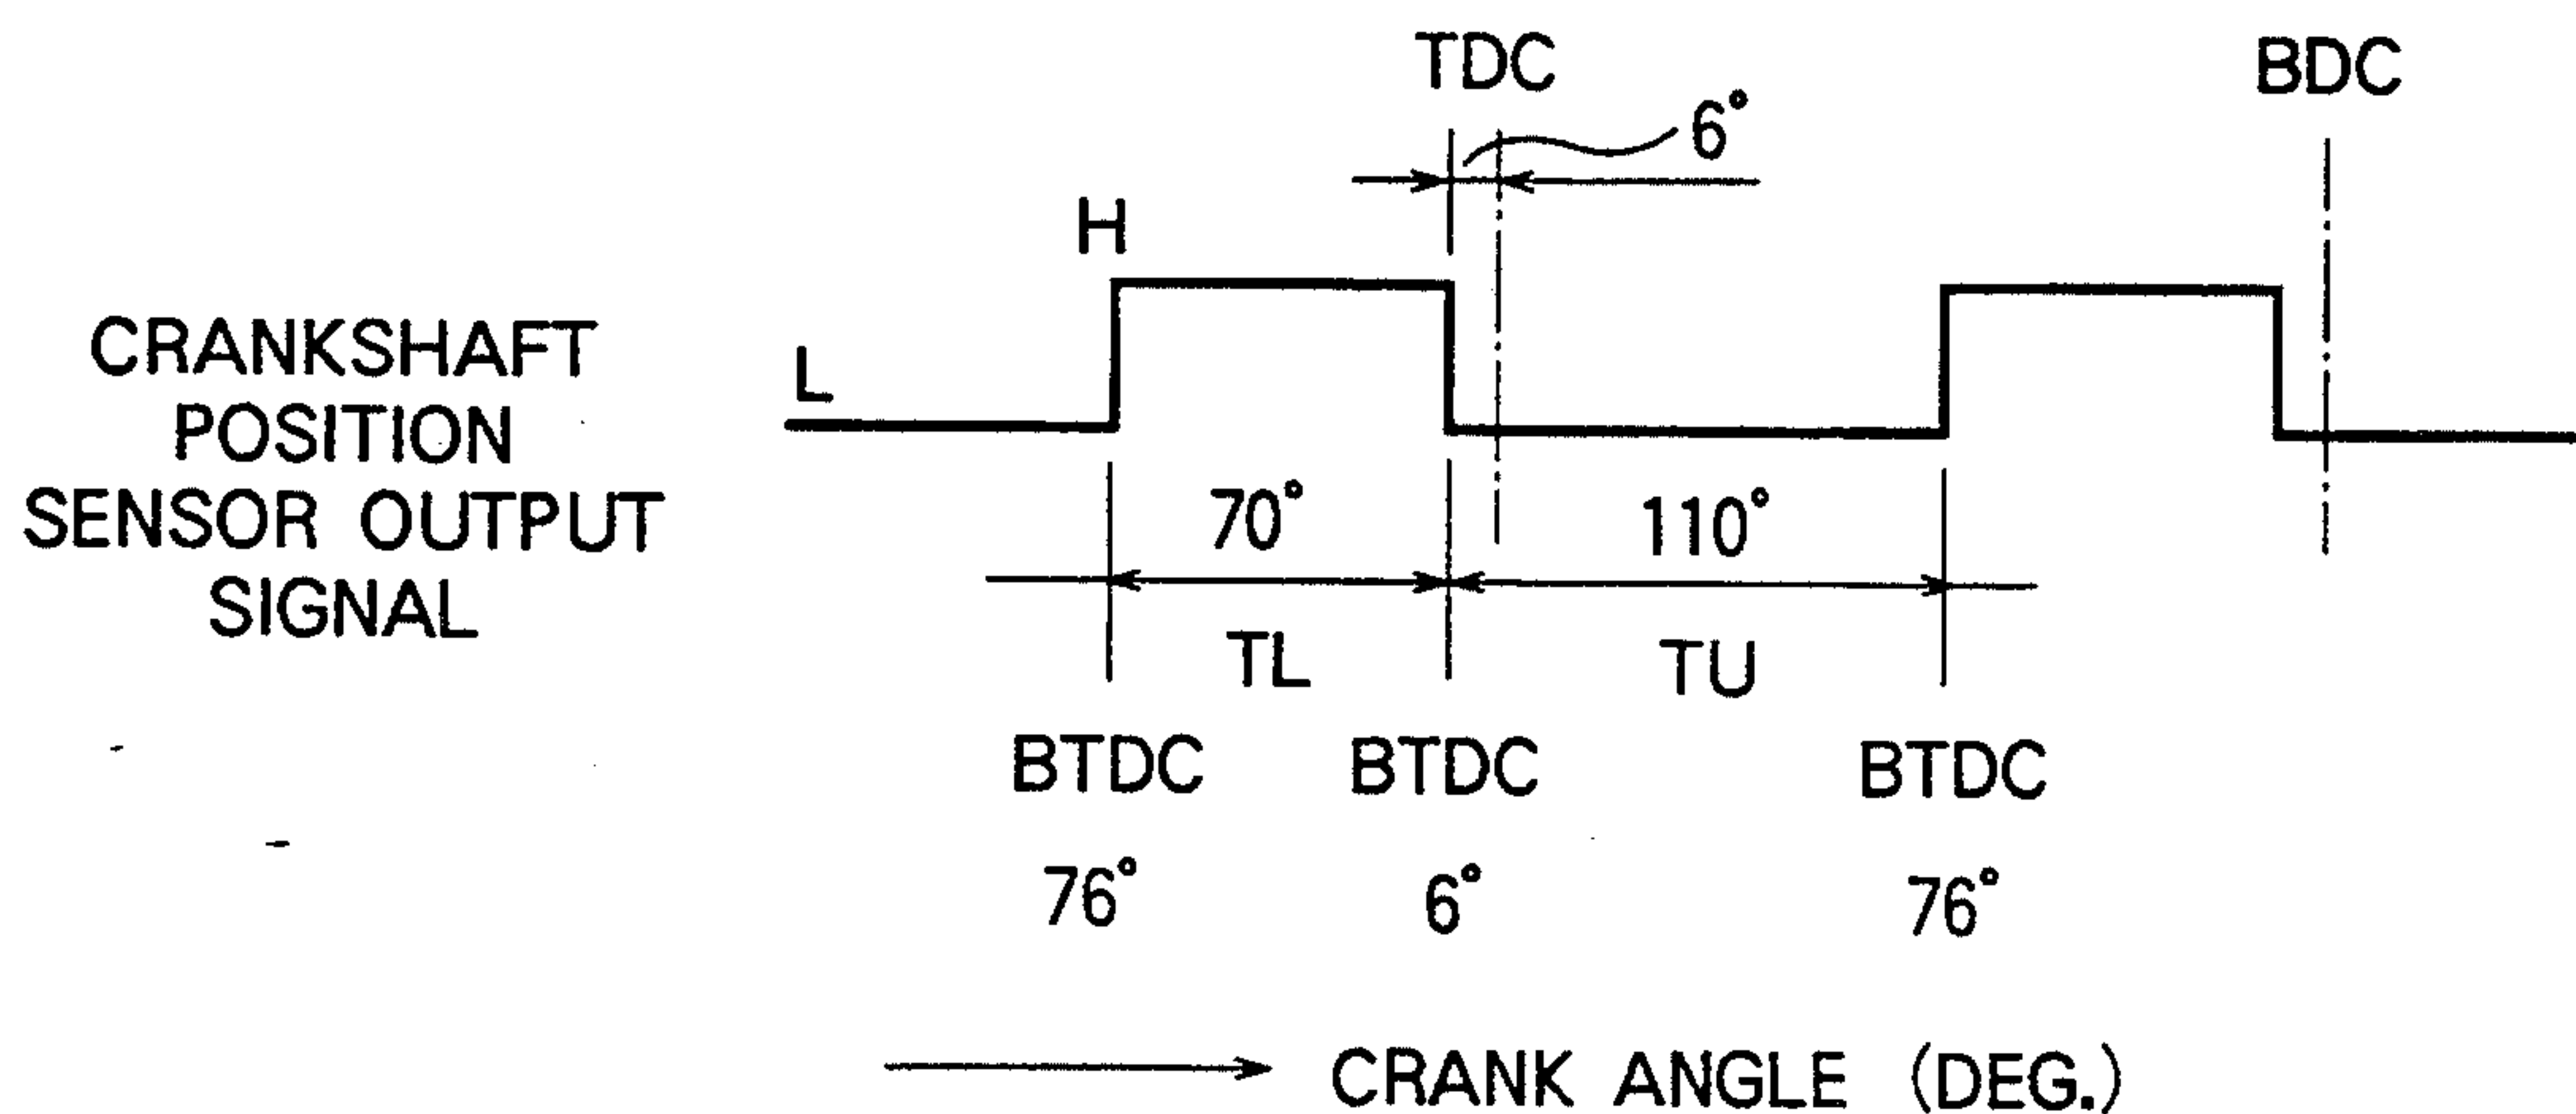 TDC
BDC
6°
H
L
CRANKSHAFT
POSITION
SENSOR OUTPUT
SIGNAL
70°
110°
TL
TU
BTDC
BTDC
BTDC
76°
6°
76°
CRANK ANGLE (DEG.)